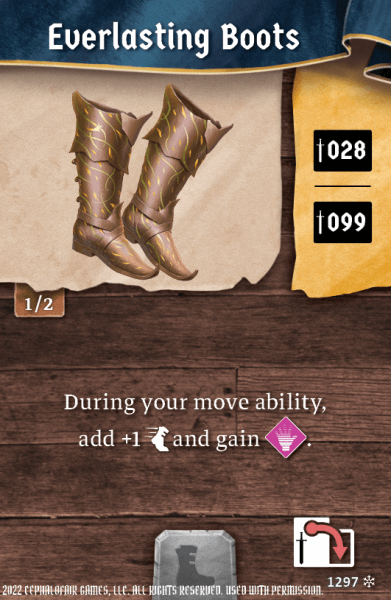 Everlasting Boots
028
099
1/2
During your move ability,
add +1 and gain .
1297
2022 CEPHALOFAIR GAMES, LLC. ALL RIGHTS RESERVED. USED WITH PERMISSION.